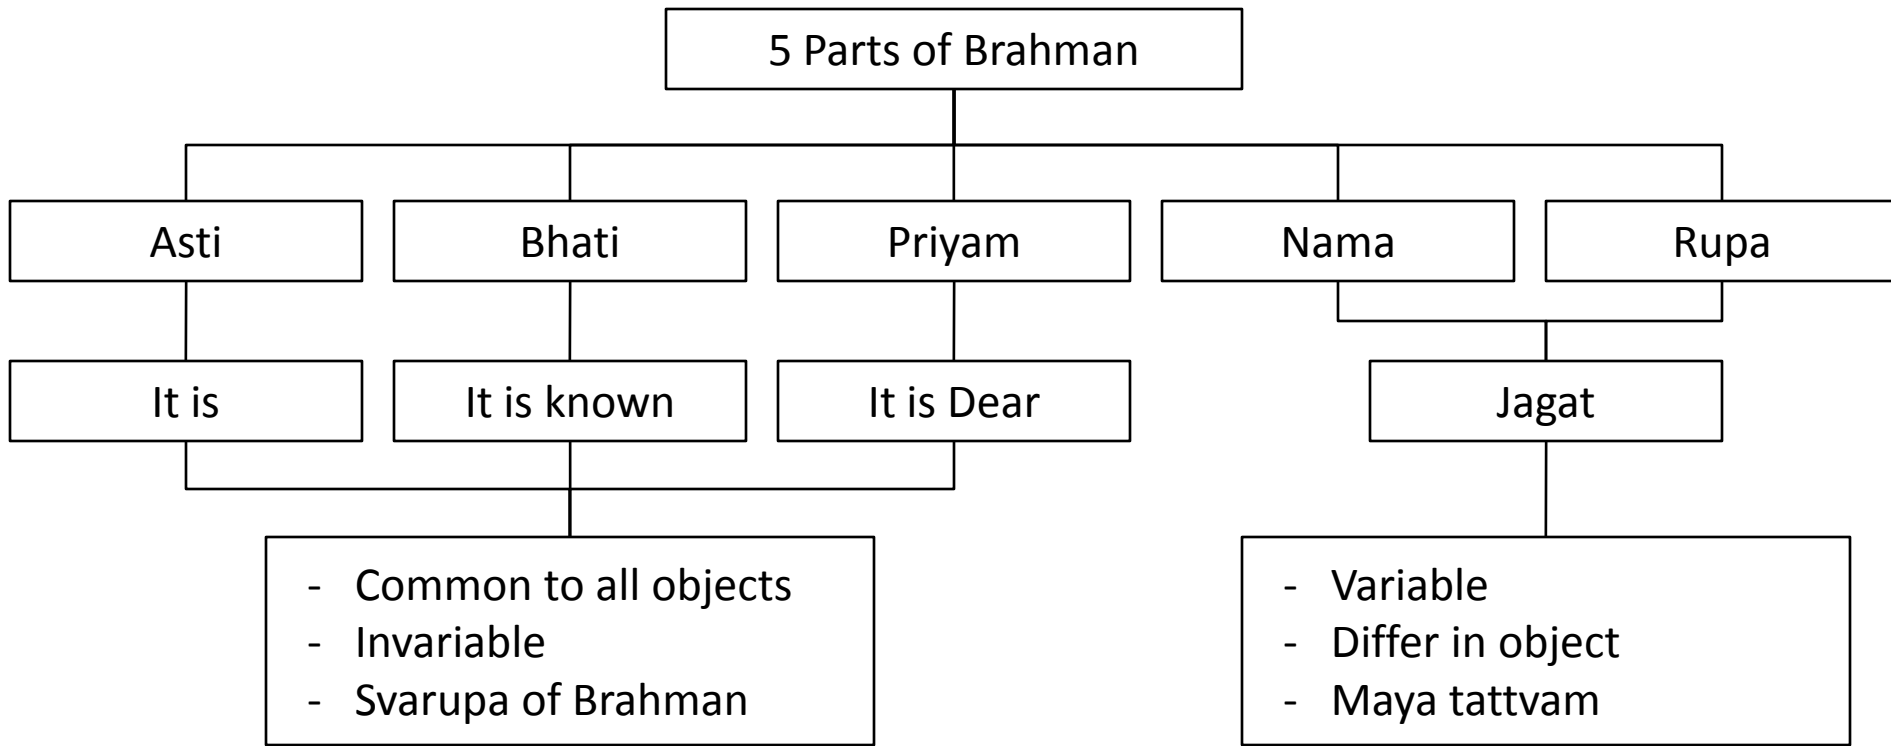 5 Parts of Brahman
Asti
Bhati
Priyam
Nama
Rupa
It is
It is known
It is Dear
Jagat
- Common to all objects
- Invariable
- Svarupa of Brahman
- Variable
- Differ in object
- Maya tattvam